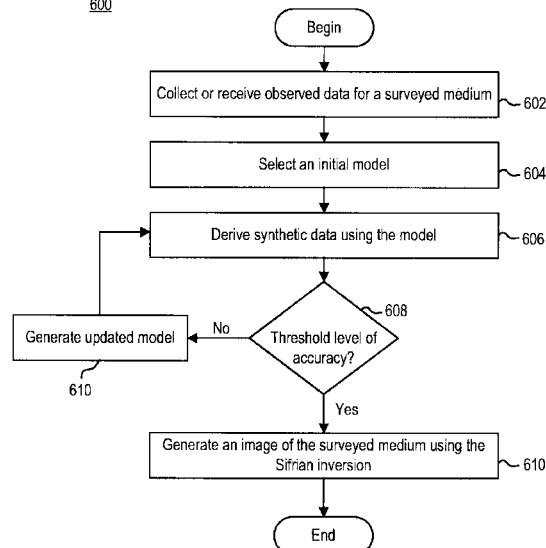 600
Begin
Collect or receive observed data for a surveyed medium
602
Select an initial model
604
Derive synthetic data using the model
606
608
Threshold level of
accuracy?
No
Generate updated model
610
Yes
Generate an image of the surveyed medium using the
Sifrian inversion
610
End